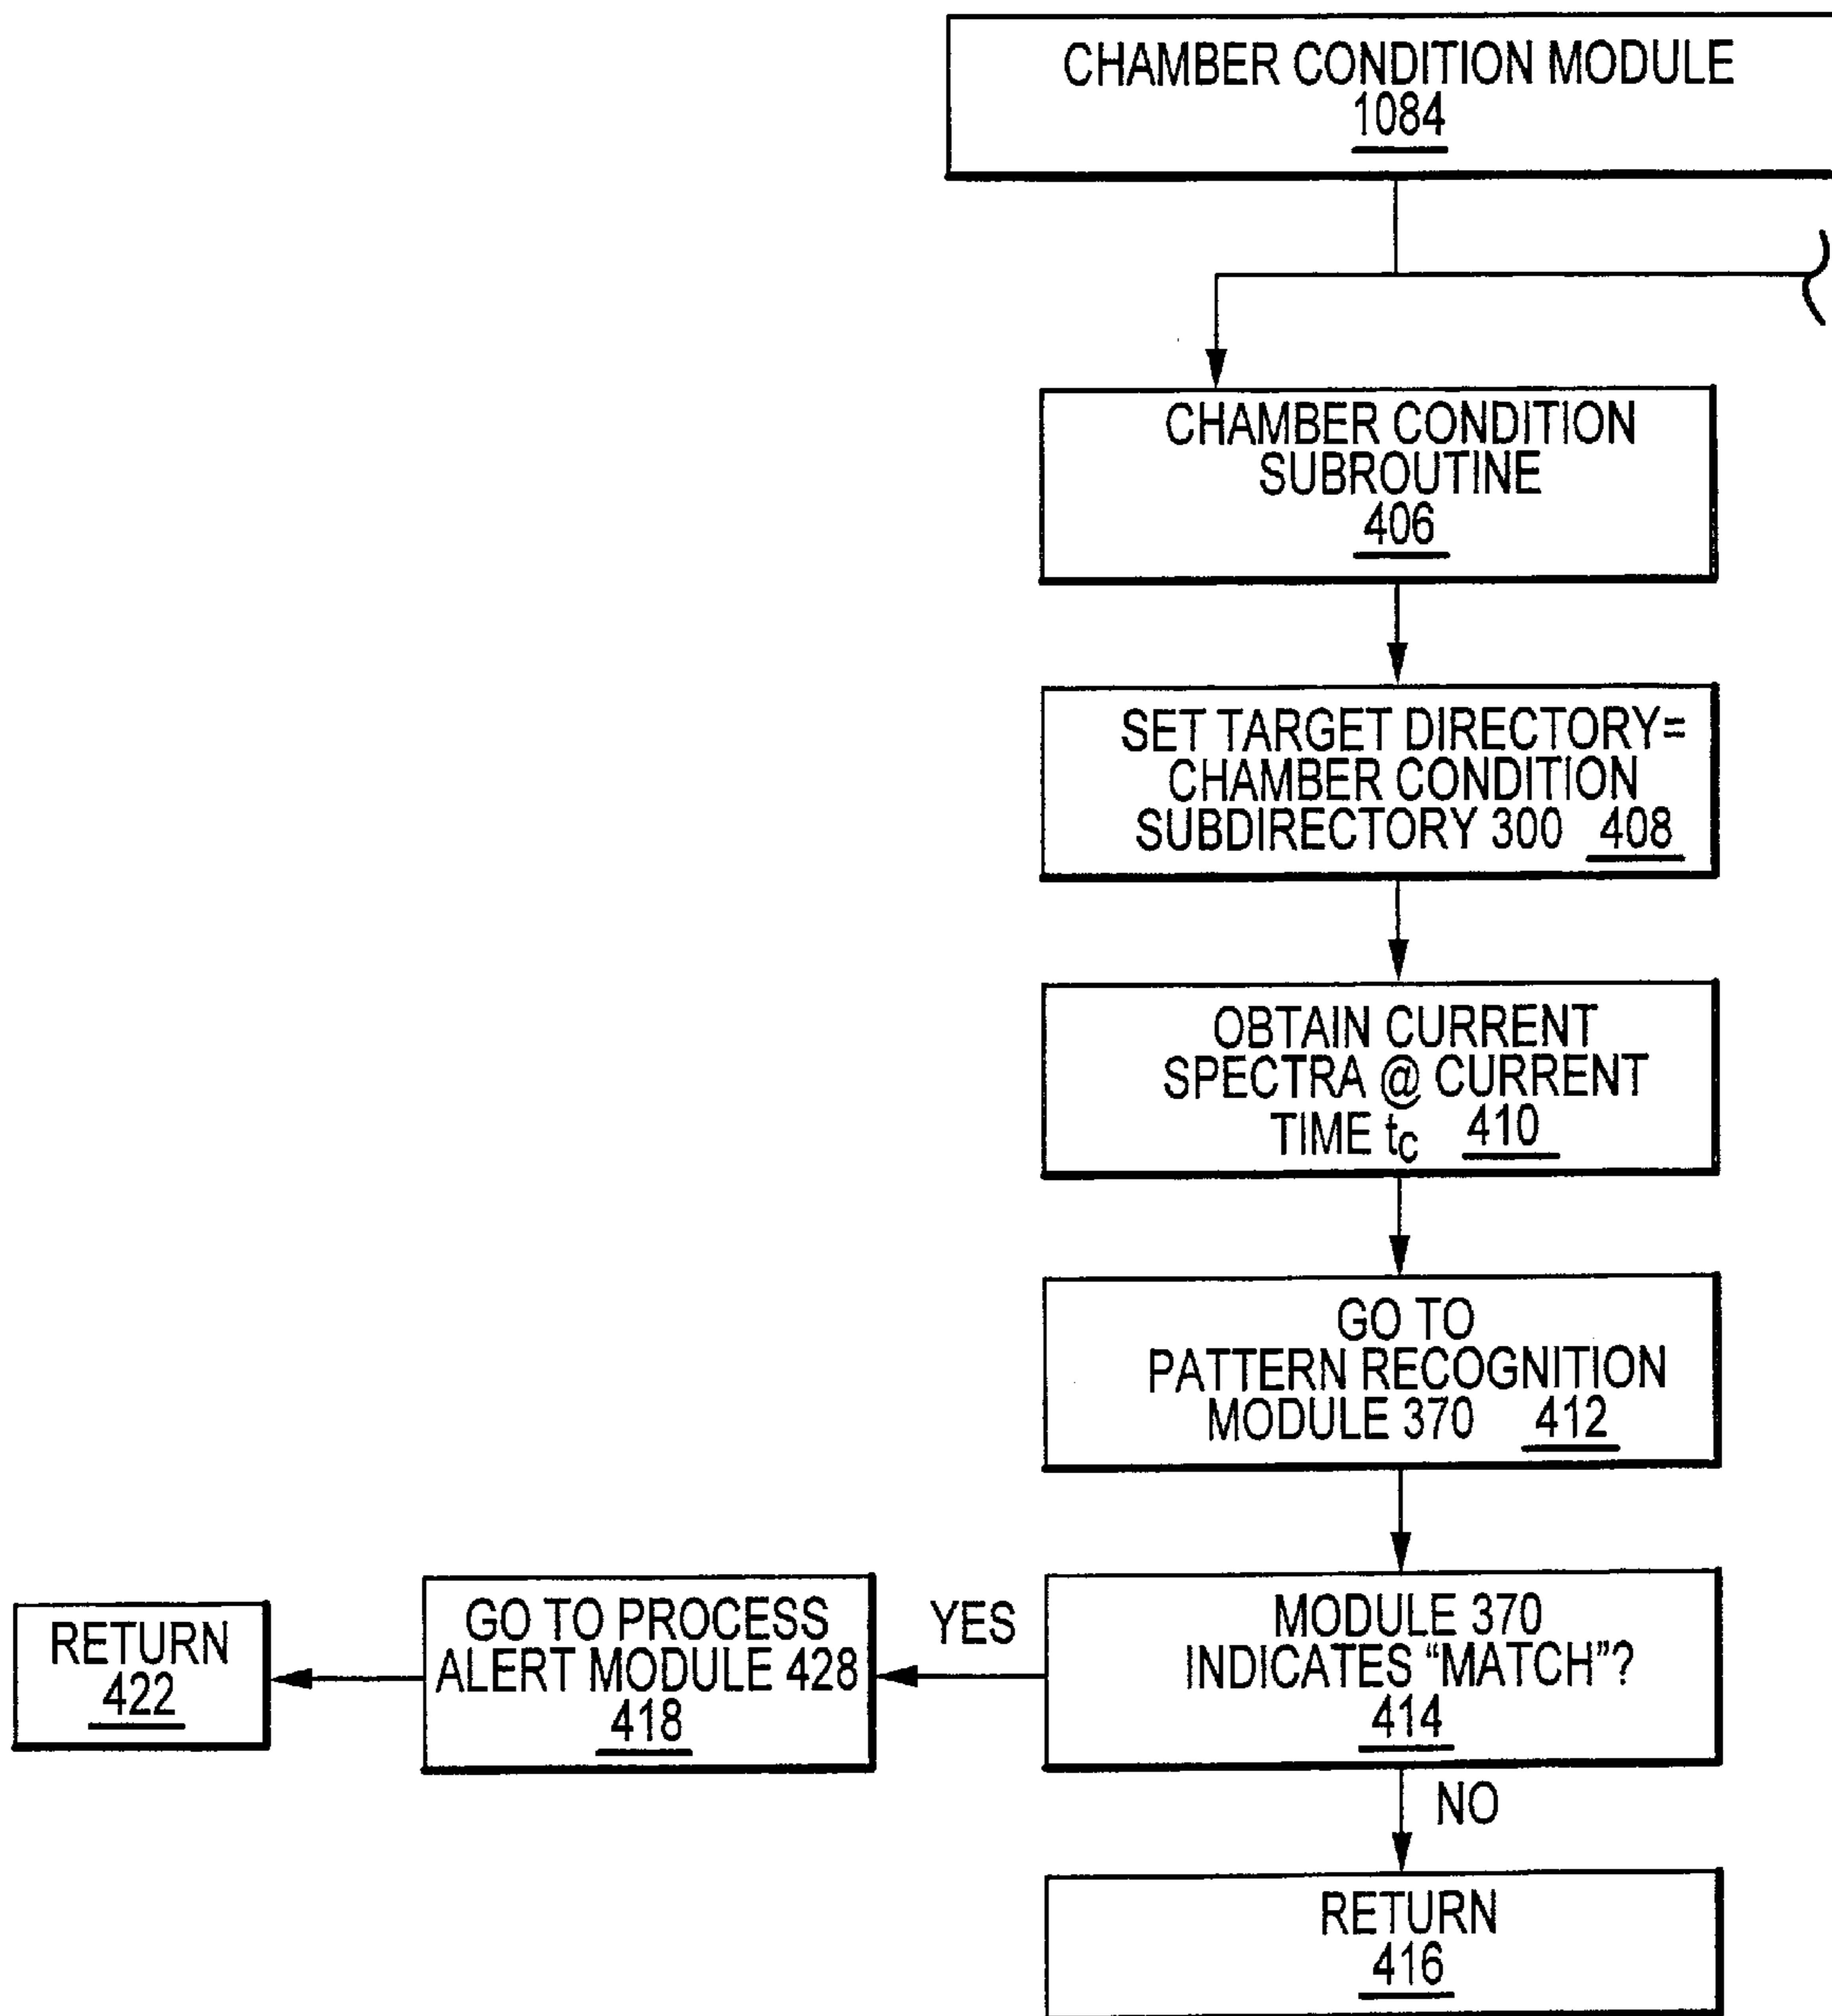 CHAMBER CONDITION MODULE
1084
CHAMBER CONDITION
SUBROUTINE
406
SET TARGET DIRECTORY=
CHAMBER CONDITION
SUBDIRECTORY 300 408
OBTAIN CURRENT
SPECTRA @ CURRENT
TIME tC 410
GO TO
PATTERN RECOGNITION
MODULE 370 412
MODULE 370
INDICATES “MATCH”?
414
YES
GO TO PROCESS
ALERT MODULE 428
418
RETURN
422
NO
RETURN
416